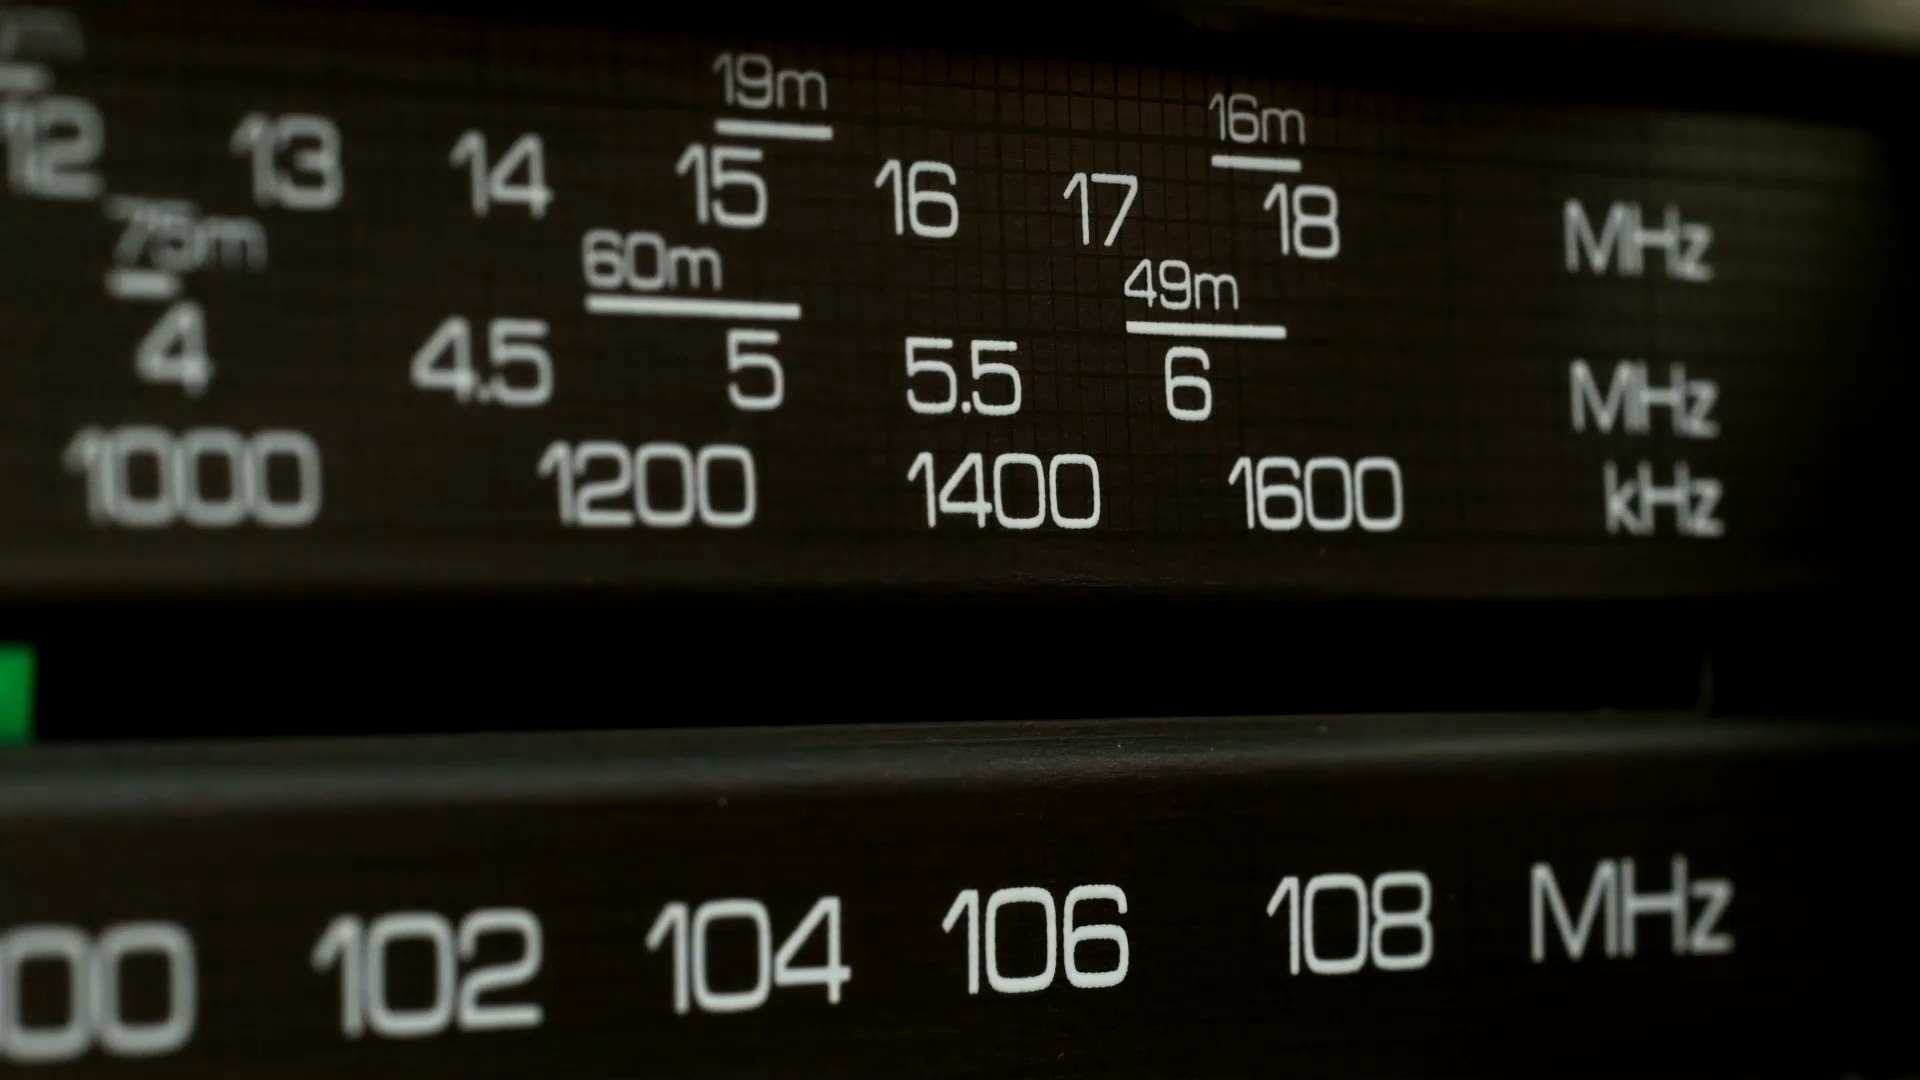 19m 16m
12 13 14 15 16 17 18 MHz
75m 60m 49m
4 4.5 5 5.5 6 MHz
1000 1200 1400 1600 kHz
00 102 104 106 108 MHz